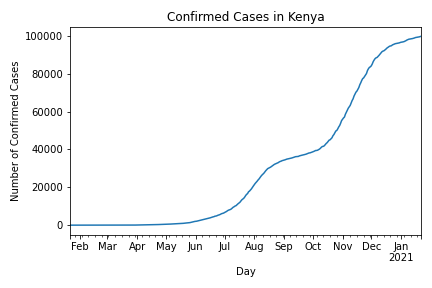 Confirmed Cases in Kenya
100000
80000
60000
40000
20000
0
Number of Confirmed Cases
Feb Mar Apr May Jun Jul Aug Sep Oct Nov Dec Jan
2021
Day